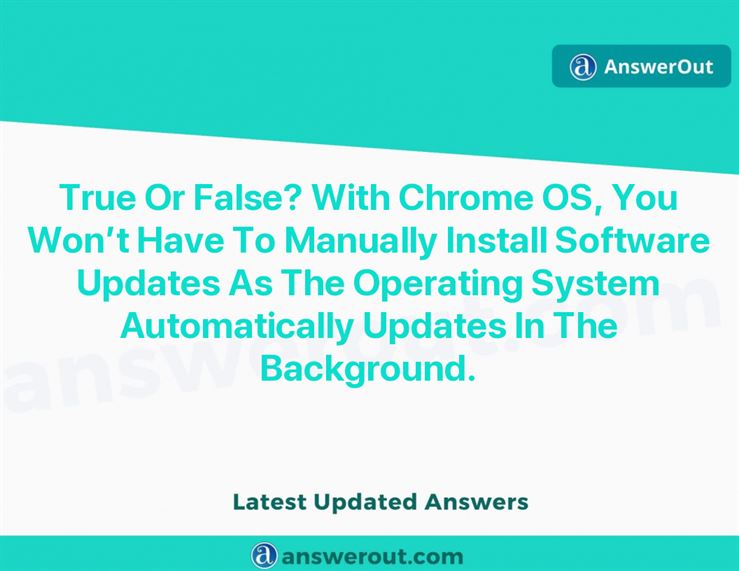 AnswerOut
True Or False? With Chrome OS, You
Won’t Have To Manually Install Software
Updates As The Operating System
Automatically Updates In The
Background.
answerout.com
Latest Updated Answers
answerout.com